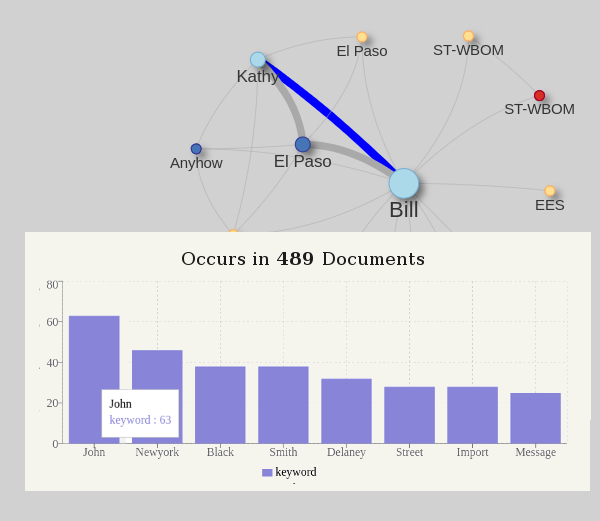 El Paso
ST-WBOM
Kathy
ST-WBOM
Anyhow
El Paso
Bill
EES
Occurs in 489 Documents
80
60
40
20
0
John
keyword : 63
John Newyork Black Smith Delaney Street Import Message
keyword